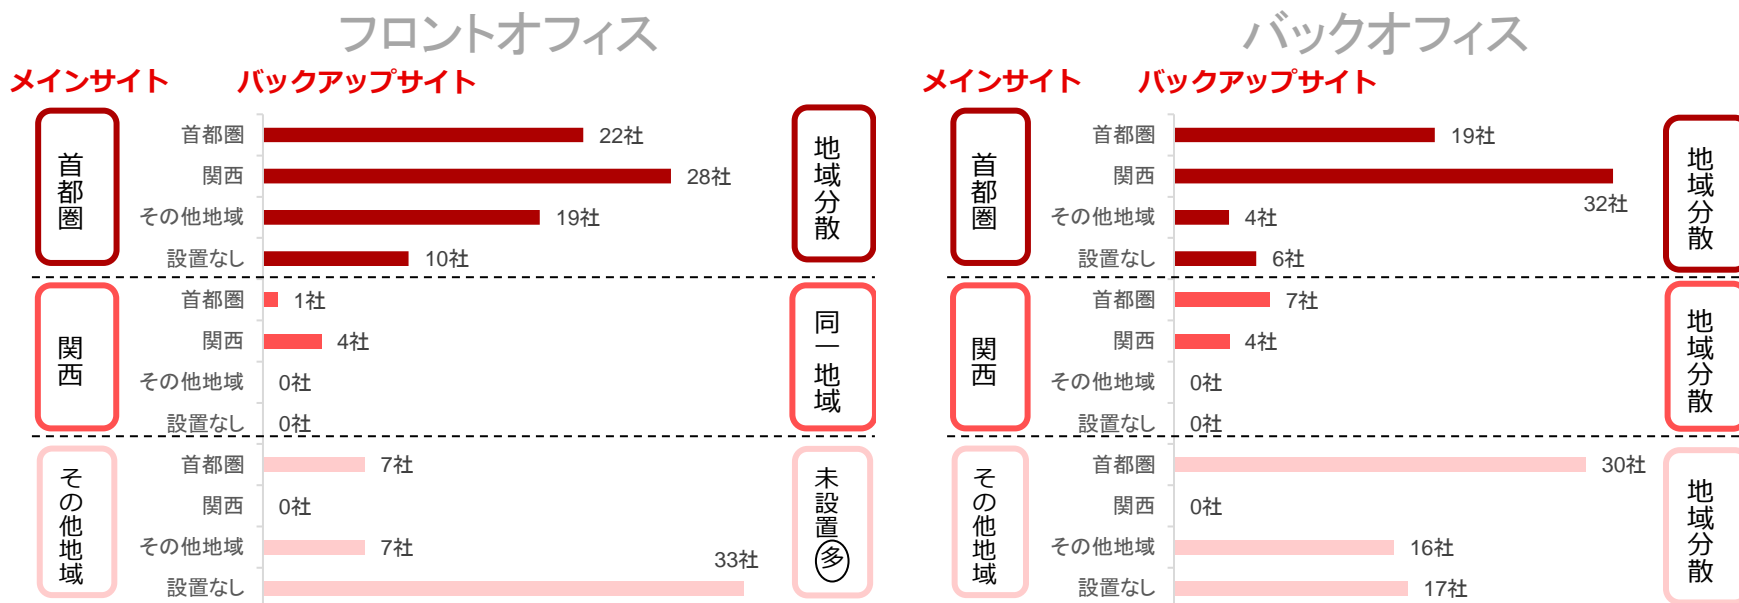 フロントオフィス
メインサイト バックアップサイト
首都圏
首都圏 22社
関西 28社
その他地域 19社
設置なし 10社
地域分散
関西
首都圏 1社
関西 4社
その他地域 0社
設置なし 0社
同一地域
その他地域
首都圏 7社
関西 0社
その他地域 7社
設置なし 33社
未設置多
バックオフィス
メインサイト バックアップサイト
首都圏
首都圏 19社
関西 32社
その他地域 4社
設置なし 6社
地域分散
関西
首都圏 7社
関西 4社
その他地域 0社
設置なし 0社
地域分散
その他地域
首都圏 30社
関西 0社
その他地域 16社
設置なし 17社
地域分散